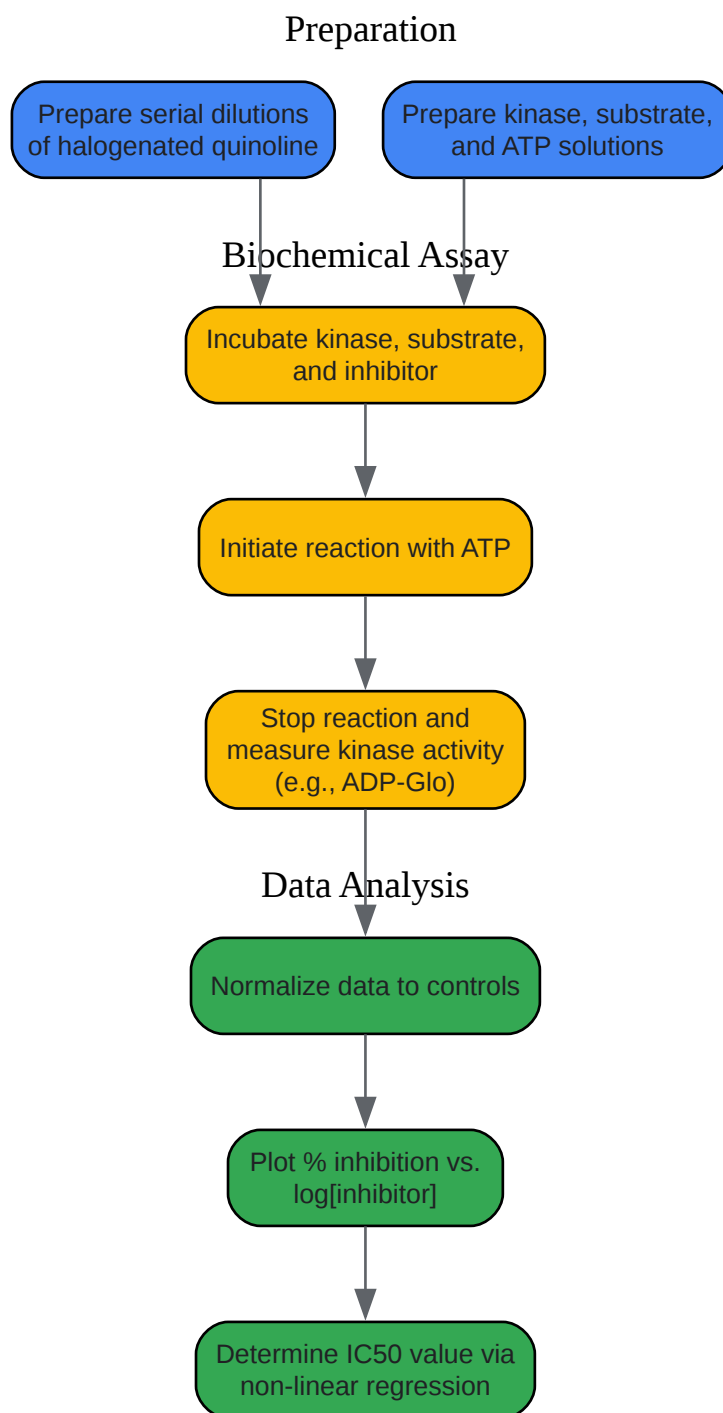 Preparation
Prepare serial dilutions
of halogenated quinoline
Prepare kinase, substrate,
and ATP solutions
Biochemical Assay
Incubate kinase, substrate,
and inhibitor
Initiate reaction with ATP
Stop reaction and
measure kinase activity
(e.g., ADP-Glo)
Data Analysis
Normalize data to controls
Plot % inhibition vs.
log[inhibitor]
Determine IC50 value via
non-linear regression